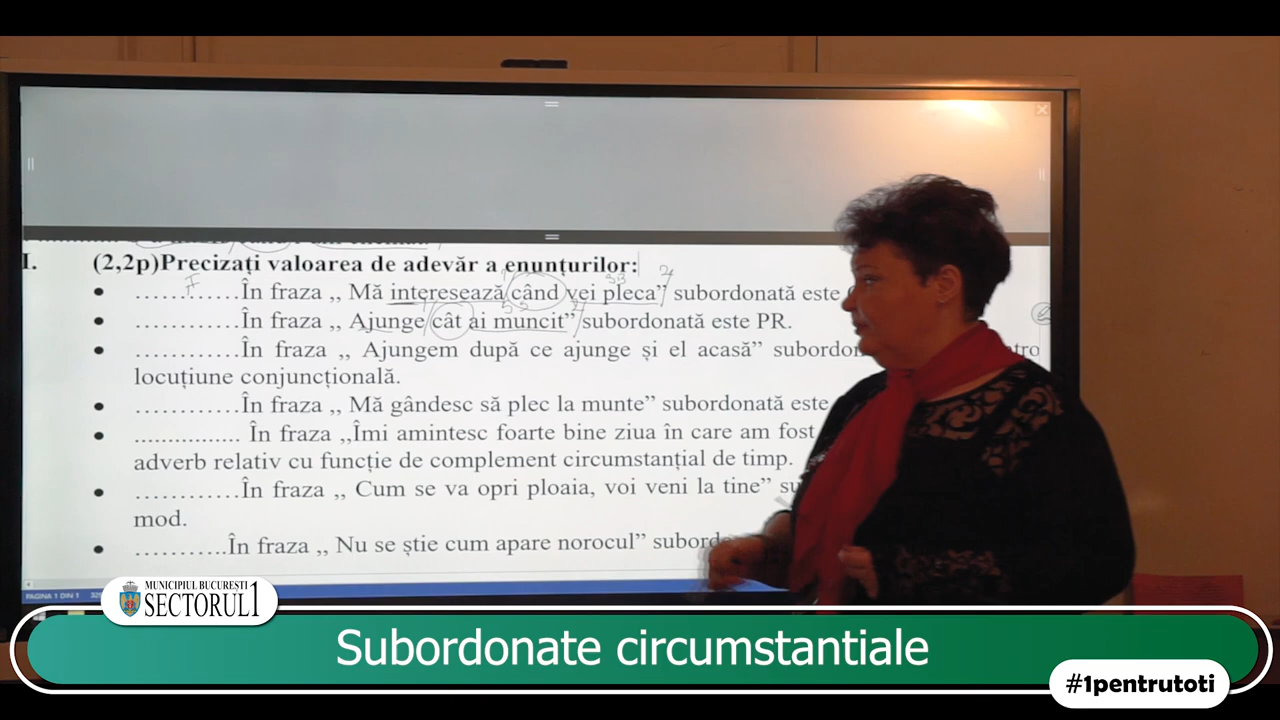 I. (2,2p)Precizați valoarea de adevăr a enunțurilor:
............În fraza ,, Mă interesează când vei pleca” subordonată este
............În fraza ,, Ajunge cât ai muncit” subordonată este PR.
............În fraza ,, Ajungem după ce ajunge și el acasă”
locuțiune conjuncțională.
............În fraza ,, Mă gândesc să plec la munte” subordonată este
................ În fraza ,,Îmi amintesc foarte bine ziua în care am fost
adverb relativ cu funcție de complement circumstanțial de timp.
............În fraza ,, Cum se va opri ploaia, voi veni la tine”
mod.
...........În fraza ,, Nu se știe cum apare norocul”
PAGINA 1 DIN 1
MUNICIPIUL BUCUREȘTI
SECTORUL1
Subordonate circumstantiale
#1pentrutoti